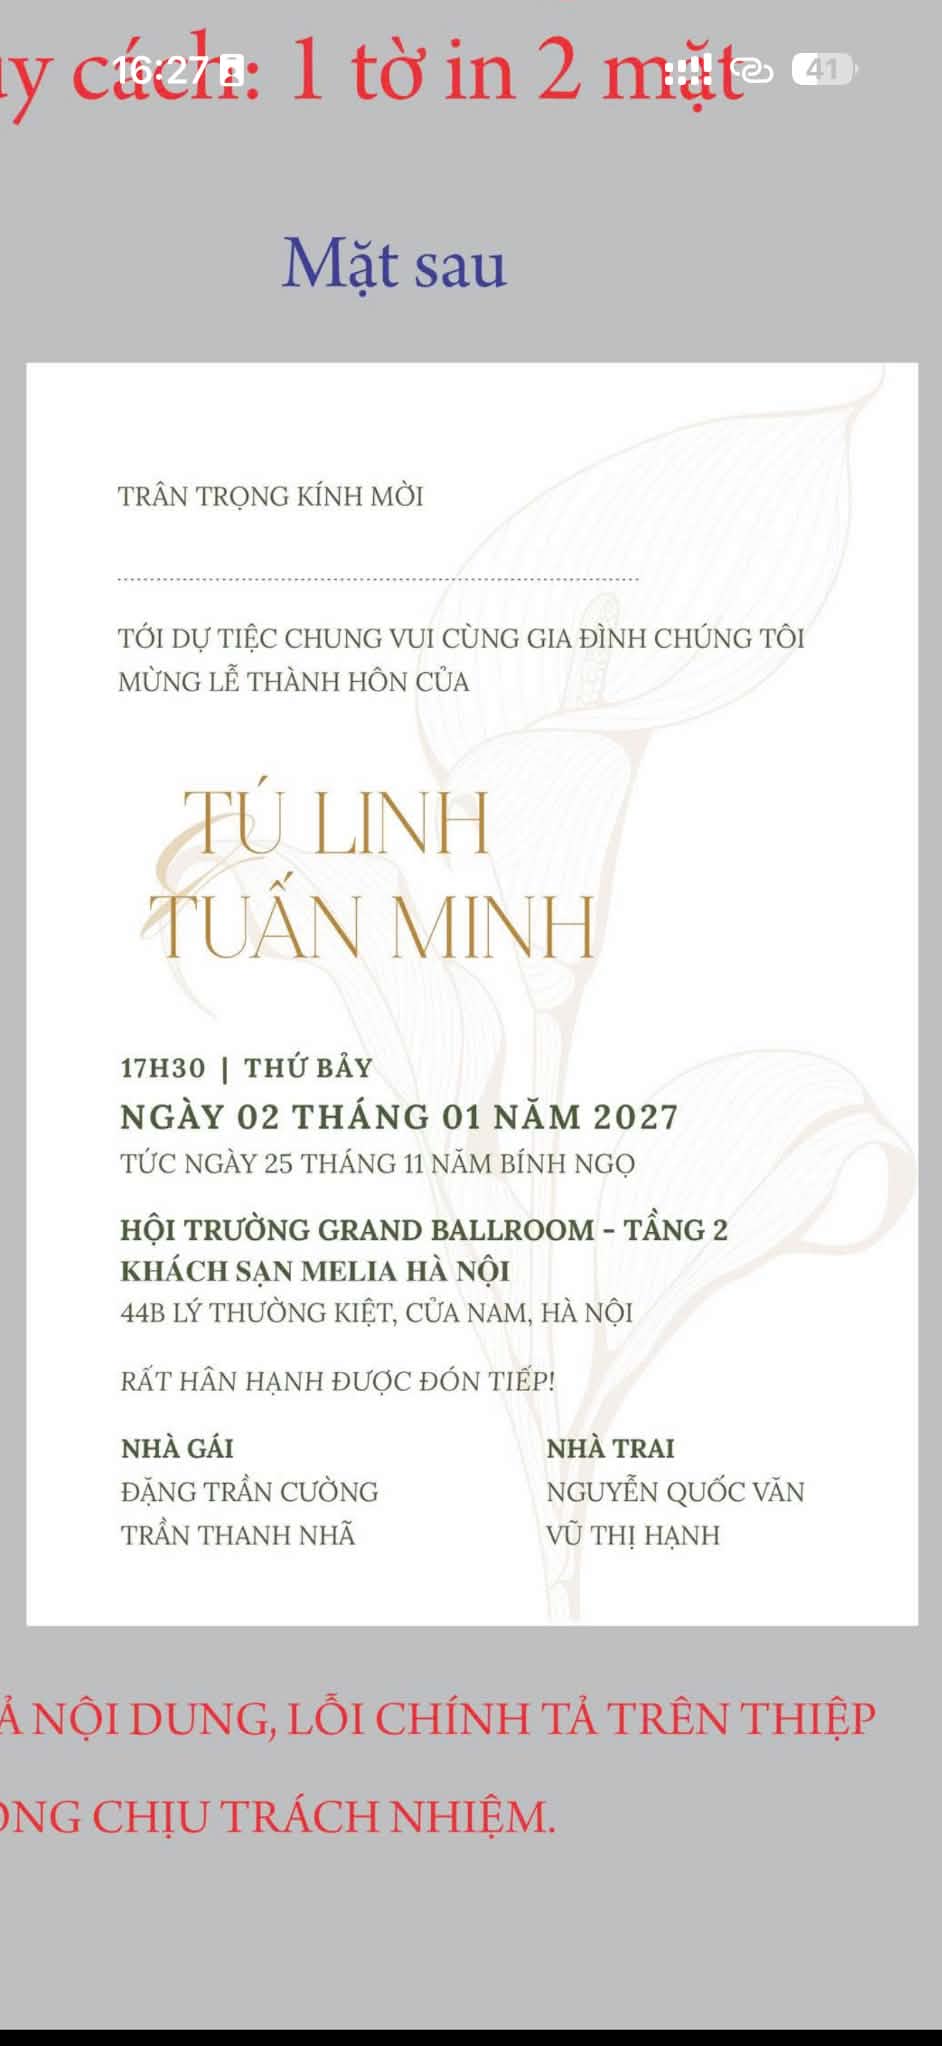 uy cách: 1 tờ in 2 mặt
16:27
41
Mặt sau
TRÂN TRỌNG KÍNH MỜI
TỚI DỰ TIỆC CHUNG VUI CÙNG GIA ĐÌNH CHÚNG TÔI
MỪNG LỄ THÀNH HÔN CỦA
TÚ LINH
TUẤN MINH
17H30 | THỨ BẢY
NGÀY 02 THÁNG 01 NĂM 2027
TỨC NGÀY 25 THÁNG 11 NĂM BÍNH NGỌ
HỘI TRƯỜNG GRAND BALLROOM - TẦNG 2
KHÁCH SẠN MELIA HÀ NỘI
44B LÝ THƯỜNG KIỆT, CỬA NAM, HÀ NỘI
RẤT HÂN HẠNH ĐƯỢC ĐÓN TIẾP!
NHÀ GÁI
ĐẶNG TRẦN CƯỜNG
TRẦN THANH NHÃ
NHÀ TRAI
NGUYỄN QUỐC VĂN
VŨ THỊ HẠNH
Ả NỘI DUNG, LỖI CHÍNH TẢ TRÊN THIỆP
ÔNG CHỊU TRÁCH NHIỆM.